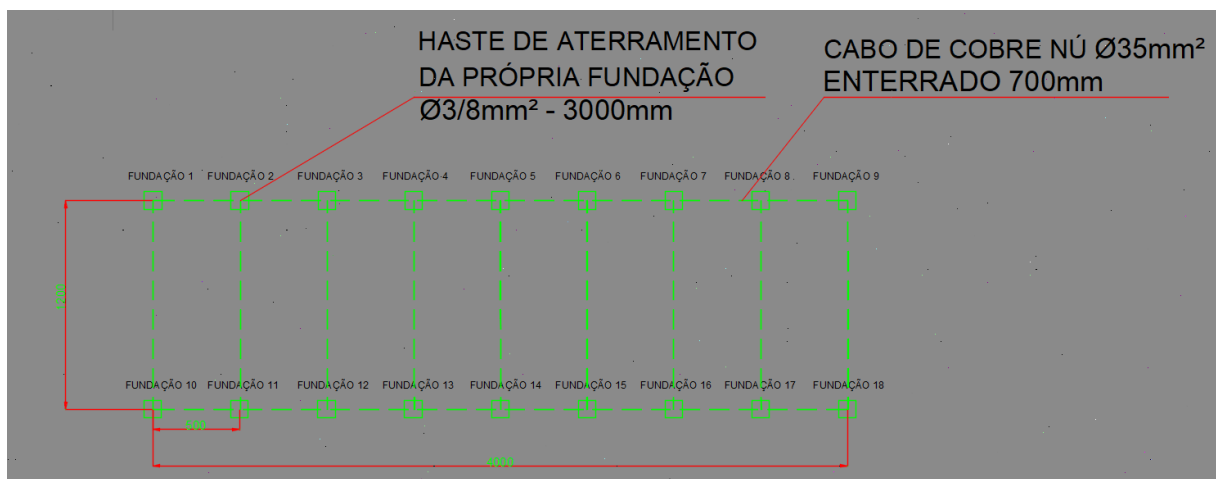 HASTE DE ATERRAMENTO
DA PRÓPRIA FUNDAÇÃO
Ø3/8mm² - 3000mm
CABO DE COBRE NÚ Ø35mm²
ENTERRADO 700mm
FUNDAÇÃO 1 FUNDAÇÃO 2 FUNDAÇÃO 3 FUNDAÇÃO 4 FUNDAÇÃO 5 FUNDAÇÃO 6 FUNDAÇÃO 7 FUNDAÇÃO 8 FUNDAÇÃO 9
FUNDAÇÃO 10 FUNDAÇÃO 11 FUNDAÇÃO 12 FUNDAÇÃO 13 FUNDAÇÃO 14 FUNDAÇÃO 15 FUNDAÇÃO 16 FUNDAÇÃO 17 FUNDAÇÃO 18
500
4000